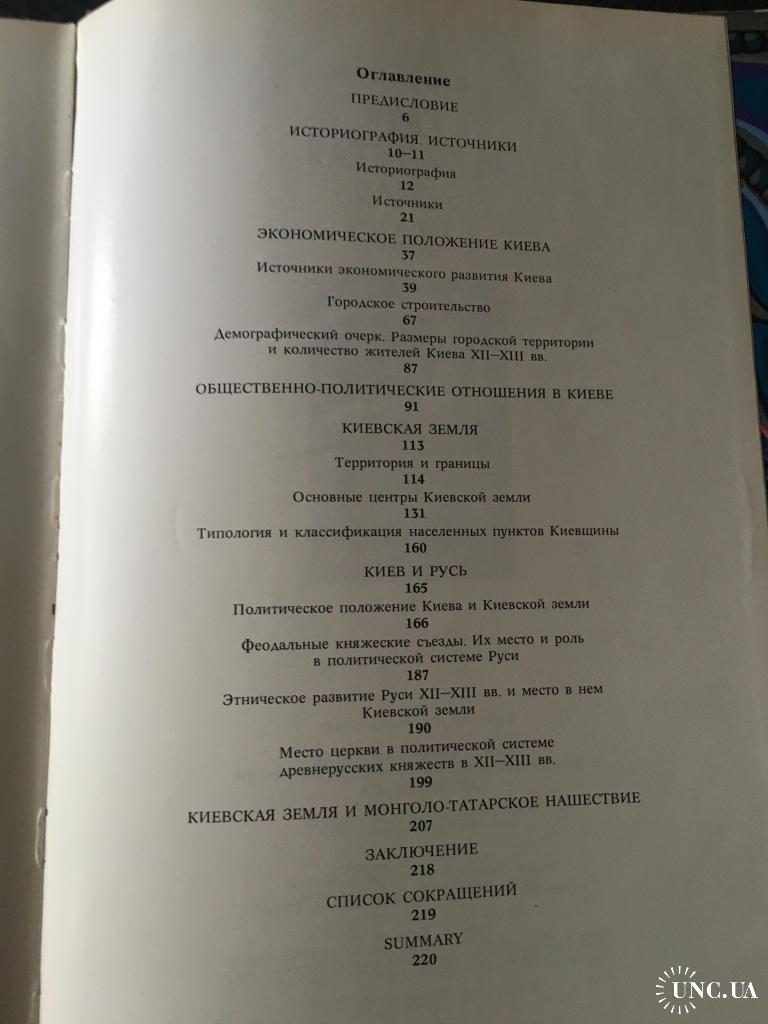 Оглавление
ПРЕДИСЛОВИЕ
6
ИСТОРИОГРАФИЯ. ИСТОЧНИКИ
10—11
Историография
12
Источники
21
ЭКОНОМИЧЕСКОЕ ПОЛОЖЕНИЕ КИЕВА
37
Источники экономического развития Киева
39
Городское строительство
67
Демографический очерк. Размеры городской территории
и количество жителей Киева XII—XIII вв.
87
ОБЩЕСТВЕННО-ПОЛИТИЧЕСКИЕ ОТНОШЕНИЯ В КИЕВЕ
91
КИЕВСКАЯ ЗЕМЛЯ
113
Территория и границы
114
Основные центры Киевской земли
131
Типология и классификация населенных пунктов Киевщины
160
КИЕВ И РУСЬ
165
Политическое положение Киева и Киевской земли
166
Феодальные княжеские съезды. Их место и роль
в политической системе Руси
187
Этническое развитие Руси XII—XIII вв. и место в нем
Киевской земли
190
Место церкви в политической системе
древнерусских княжеств в XII—XIII вв.
199
КИЕВСКАЯ ЗЕМЛЯ И МОНГОЛО-ТАТАРСКОЕ НАШЕСТВИЕ
207
ЗАКЛЮЧЕНИЕ
218
СПИСОК СОКРАЩЕНИЙ
219
SUMMARY
220
UNC.UA